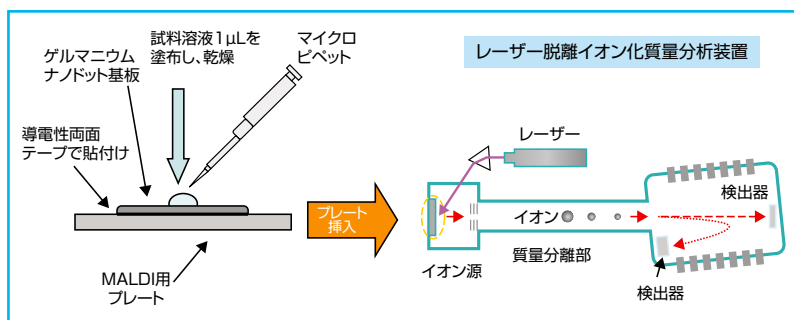 試料溶液1μLを
塗布し、乾燥
マイクロ
ピペット
ゲルマニウム
ナノドット基板
導電性両面
テープで貼付け
MALDI用
プレート
プレート
挿入
レーザー脱離イオン化質量分析装置
レーザー
イオン
イオン源
質量分離部
検出器
検出器